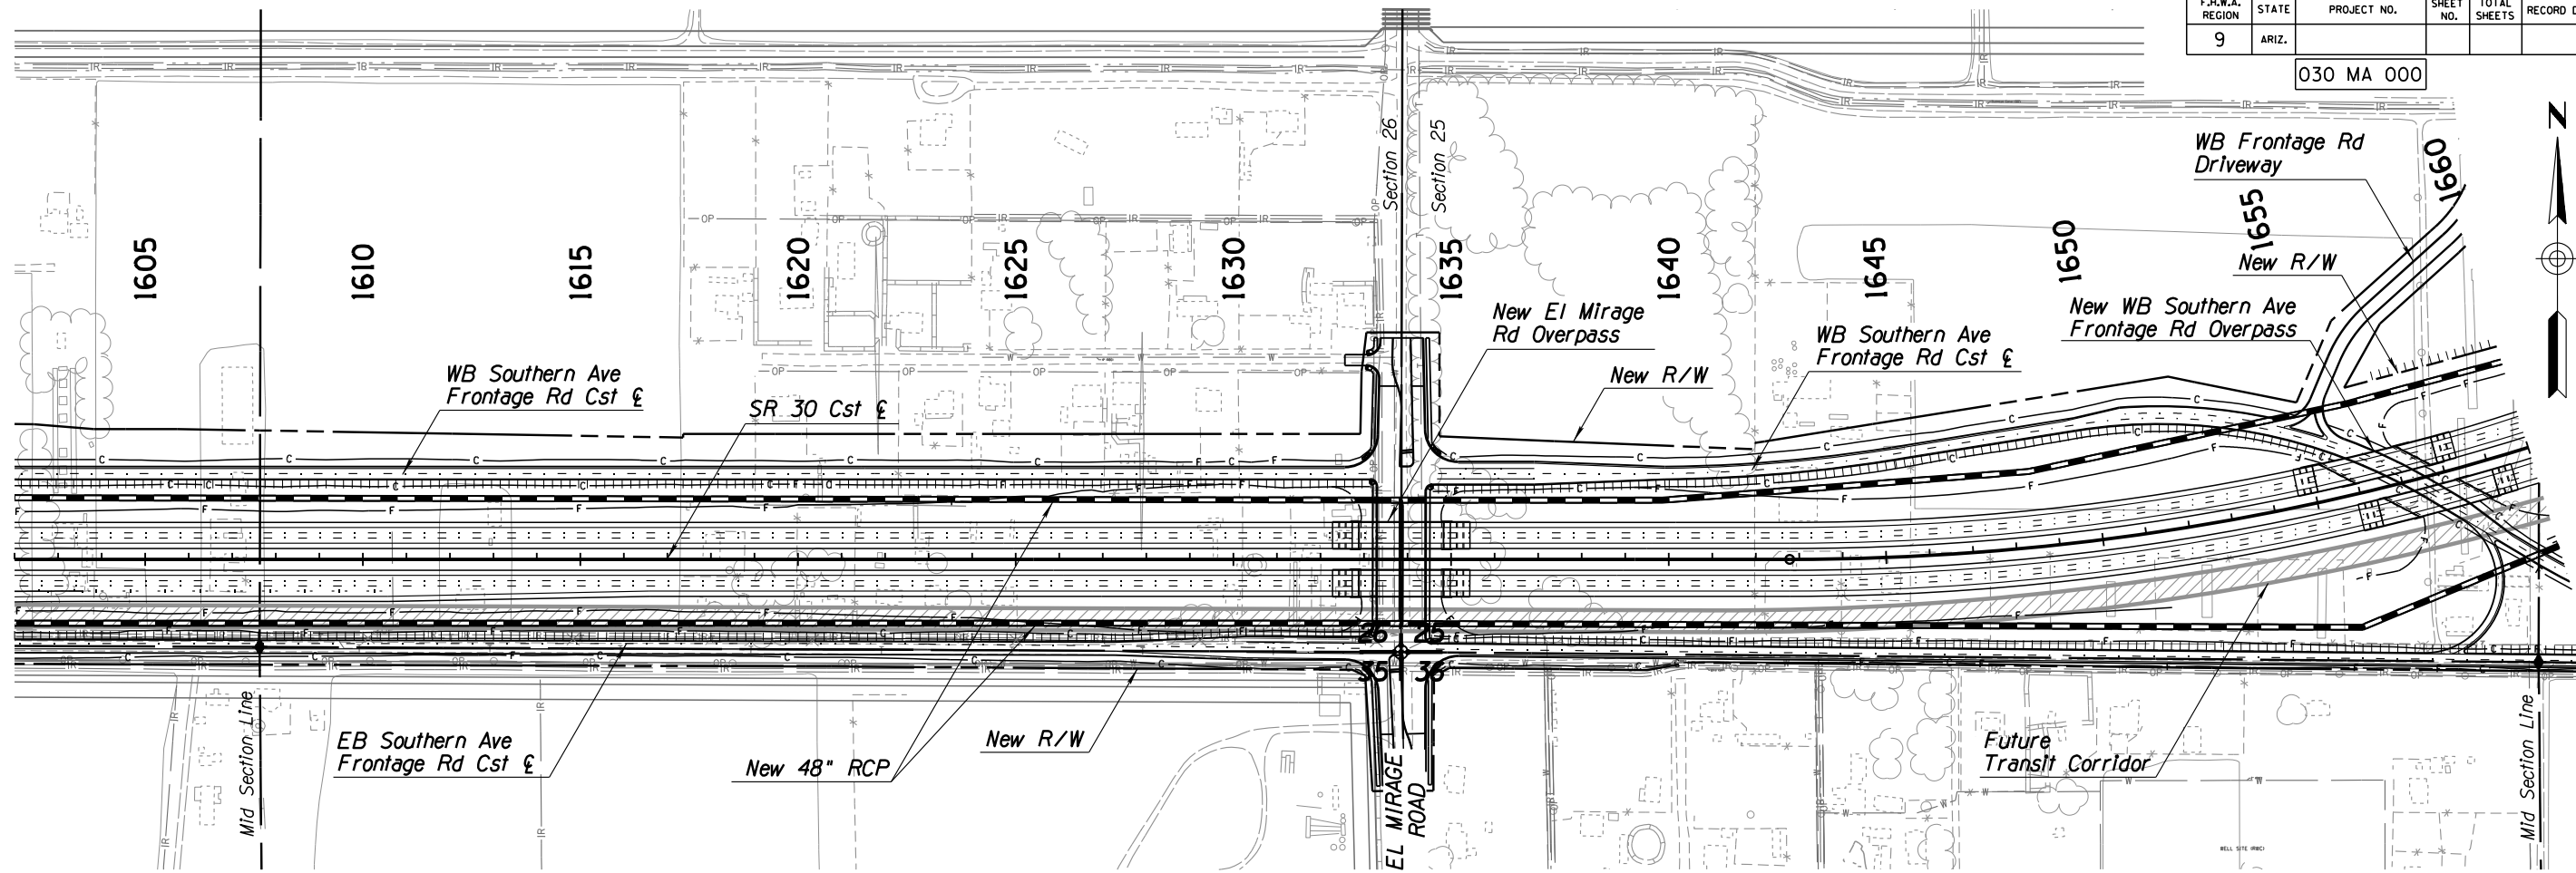 F.H.W.A. REGION
STATE
PROJECT NO.
SHEET NO.
TOTAL SHEETS
9
ARIZ.
030 MA 000
N
Section 26
Section 25
WB Frontage Rd
Driveway
1660
1655
1605
1610
1615
1620
1625
1630
1635
1640
1645
1650
New R/W
New El Mirage
Rd Overpass
WB Southern Ave
Frontage Rd Cst ℄
New WB Southern Ave
Frontage Rd Overpass
WB Southern Ave
Frontage Rd Cst ℄
SR 30 Cst ℄
New R/W
26 25
35 36
Mid Section Line
EB Southern Ave
Frontage Rd Cst ℄
New 48" RCP
New R/W
EL MIRAGE
ROAD
Future
Transit Corridor
Mid Section Line
WELL SITE (RWC)